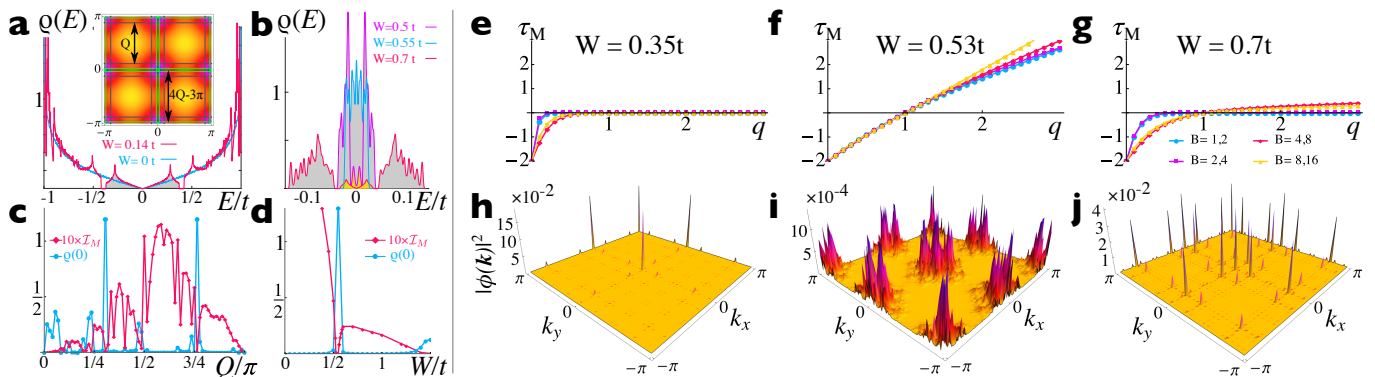 a
ϱ(E)
π
0
−π
−π
0
π
Q
4Q-3π
1
W= 0.14 t
W= 0 t
-1
-1/2
0
1/2
E/t
b
ϱ(E)
W=0.5 t
W=0.55t
W=0.7 t
1
-0.1
0
0.1
E/t
c
10×I_M
ϱ(0)
1
1/2
0
1/4
1/2
3/4
Q/π
d
10×I_M
ϱ(0)
1
1/2
0
1/2
1
W/t
e
τ_M
W = 0.35t
2
1
0
−1
−2
1
2
q
f
τ_M
W = 0.53t
2
1
0
−1
−2
1
2
q
g
τ_M
W = 0.7t
2
1
0
−1
−2
1
2
q
B= 1,2
B= 4,8
B= 2,4
B= 8,16
h
×10⁻²
15
10
5
|ϕ(k)|²
π
0
−π
k_y
−π
0
π
k_x
i
×10⁻⁴
15
10
5
π
0
−π
k_y
−π
0
π
k_x
j
×10⁻²
4
3
2
1
π
0
−π
k_y
−π
0
π
k_x